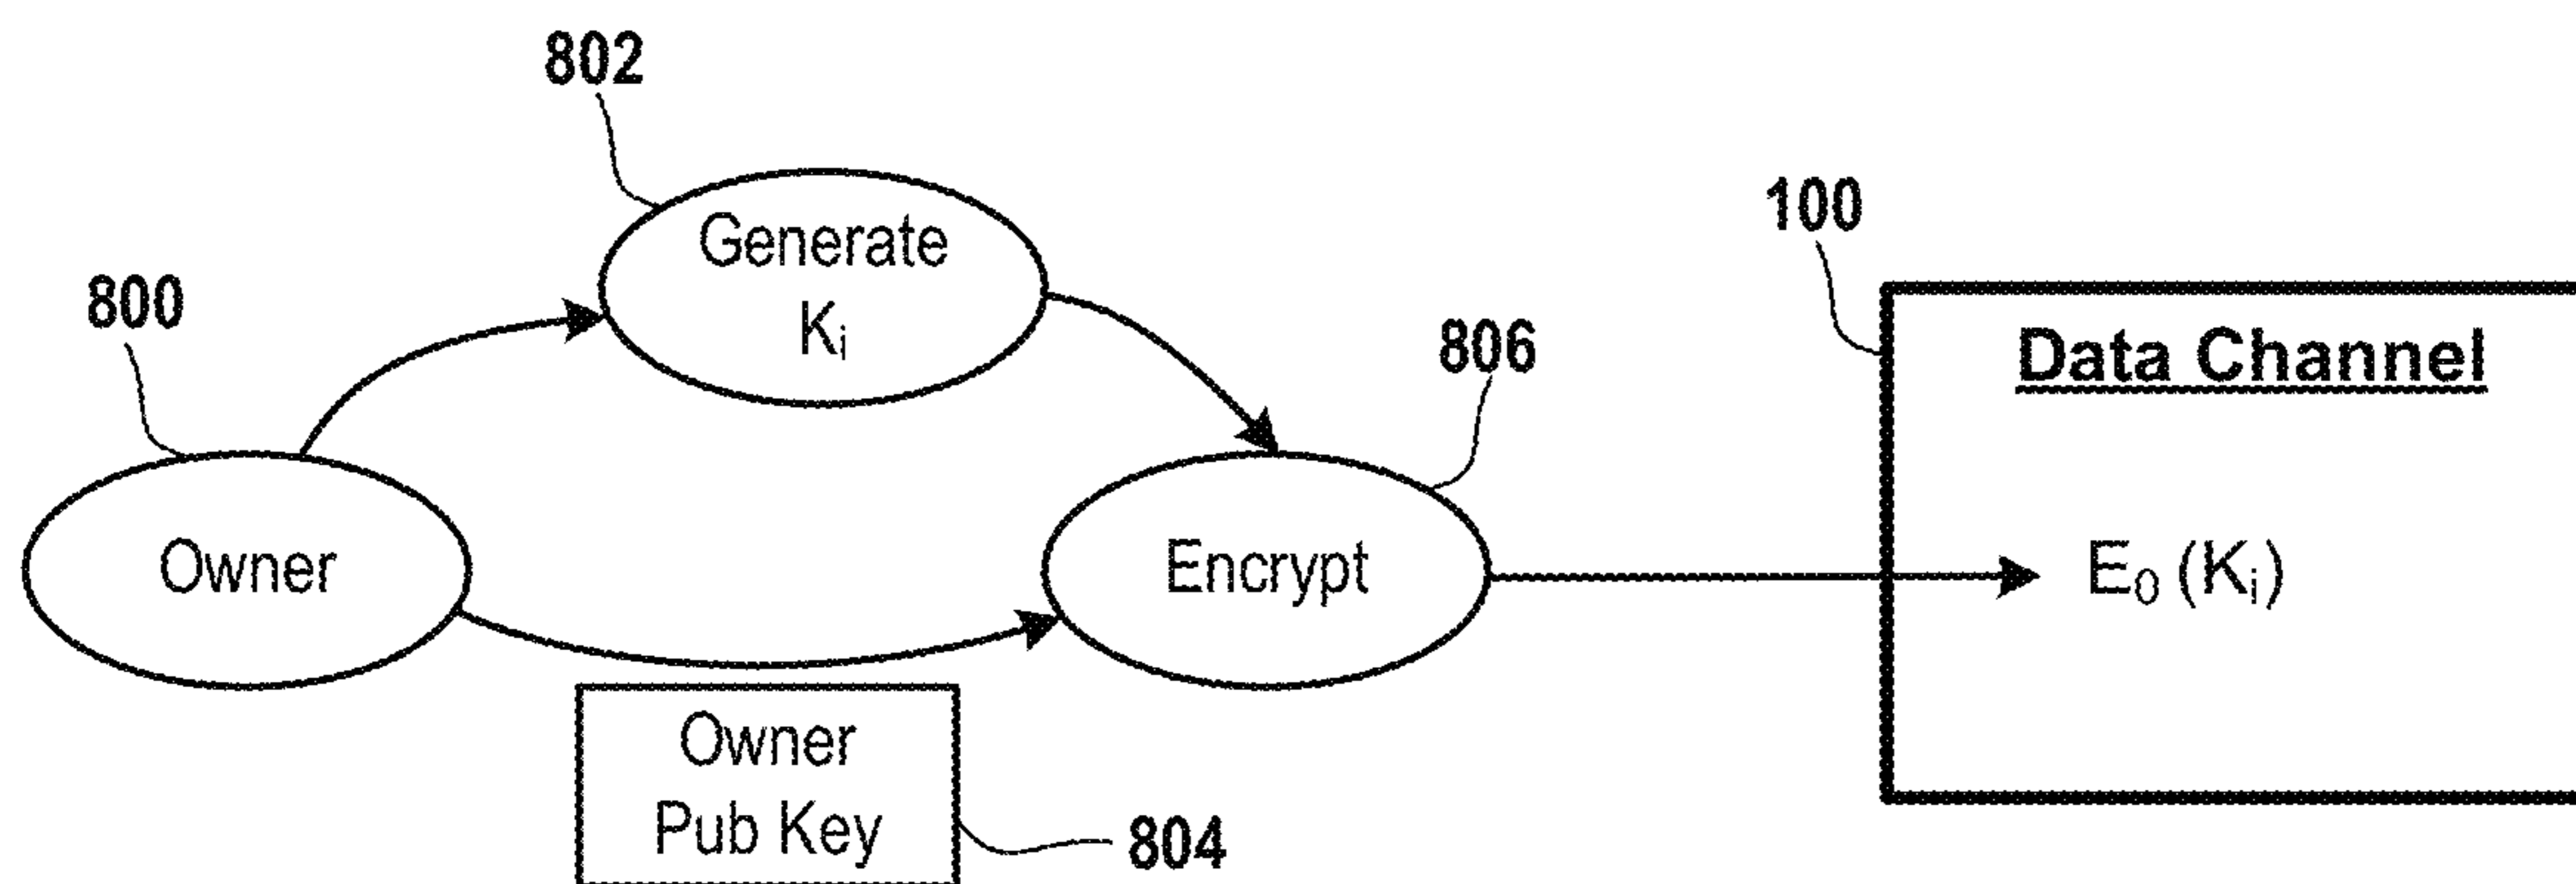 802
Generate
Kᵢ
100
800
Data Channel
806
Owner
Encrypt
E₀ (Kᵢ)
Owner
Pub Key
804